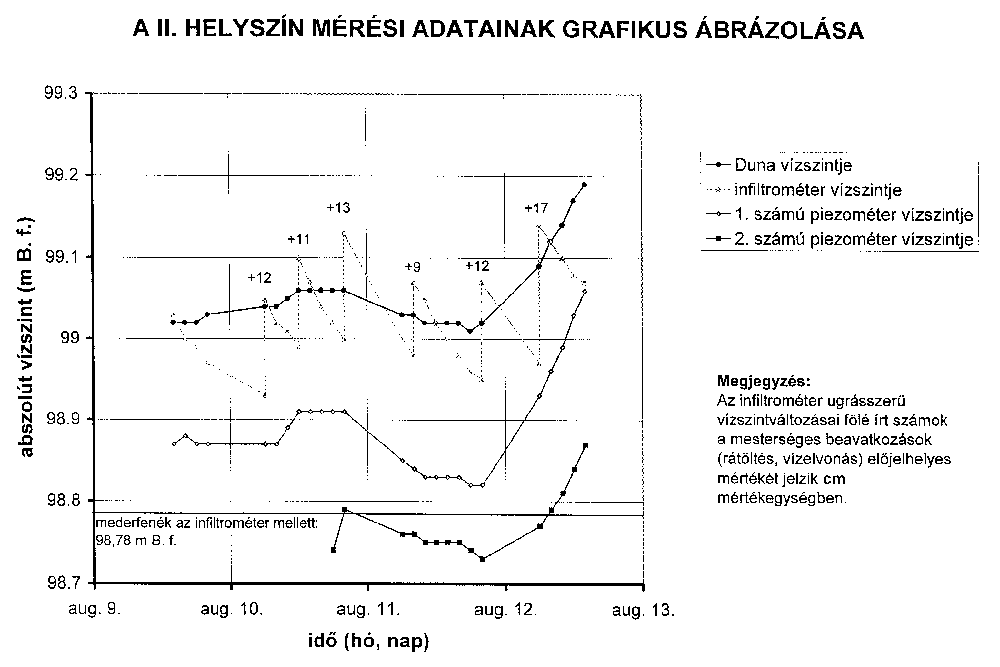 A II. HELYSZÍN MÉRÉSI ADATAINAK GRAFIKUS ÁBRÁZOLÁSA
abszolút vízszint (m B. f.)
99.3
99.2
99.1
99
98.9
98.8
98.7
+12
+11
+13
+9
+12
+17
mederfenék az infiltrométer mellett:
98,78 m B. f.
aug. 9.
aug. 10.
aug. 11.
aug. 12.
aug. 13.
idő (hó, nap)
Duna vízszintje
infiltrométer vízszintje
1. számú piezométer vízszintje
2. számú piezométer vízszintje
Megjegyzés:
Az infiltrométer ugrásszerű
vízszintváltozásai fölé írt számok
a mesterséges beavatkozások
(rátöltés, vízelvonás) előjelhelyes
mértékét jelzik cm
mértékegységben.